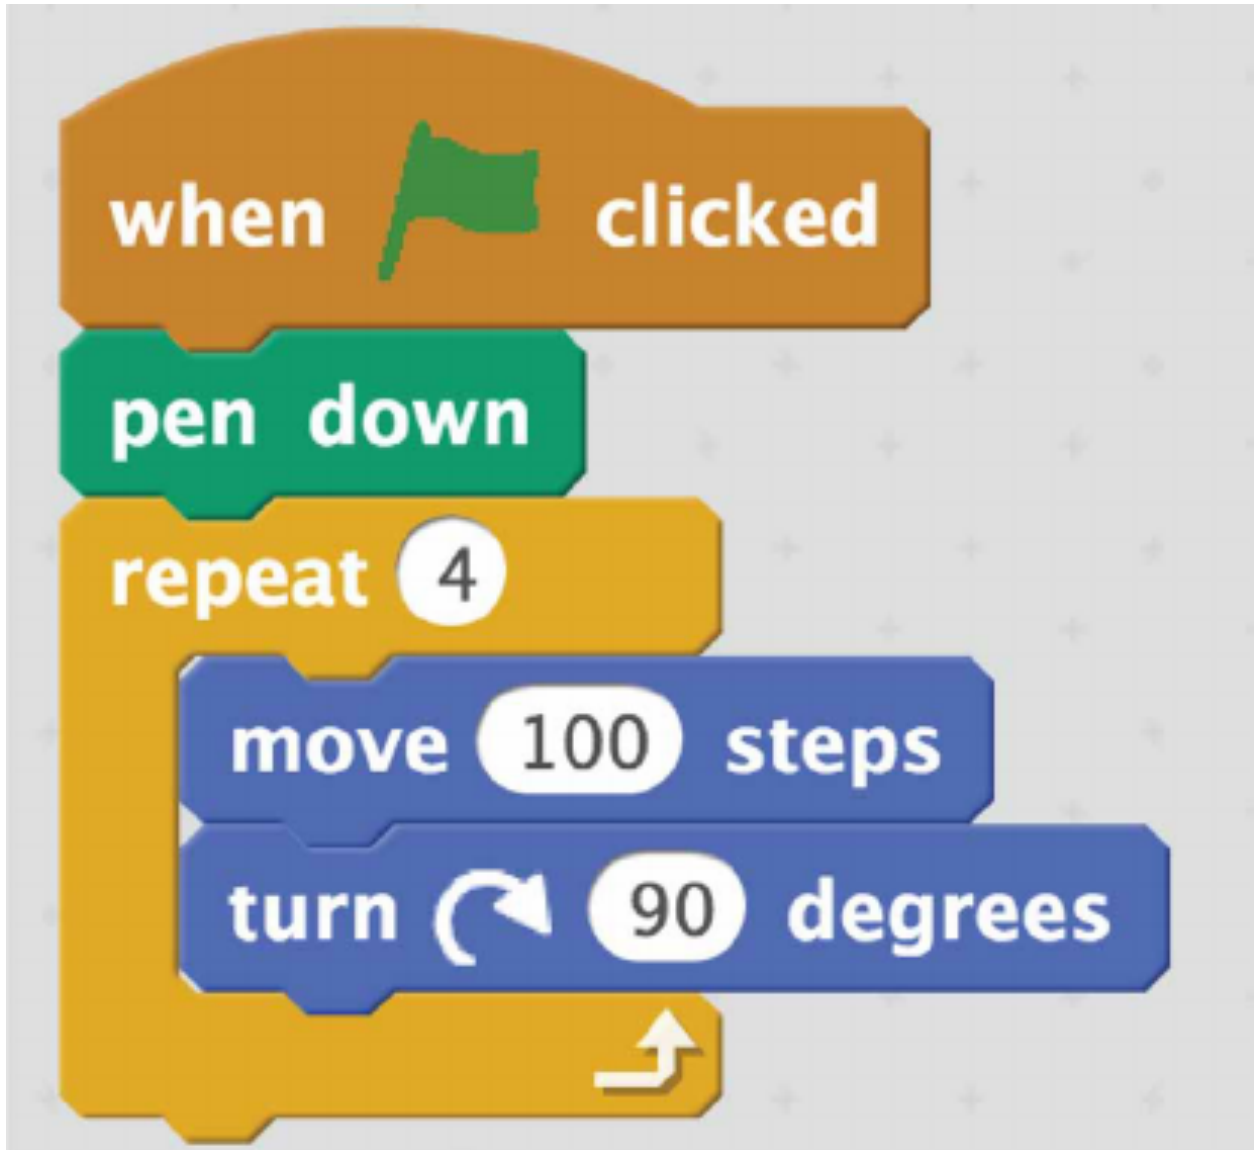 when clicked
pen down
repeat 4
move 100 steps
turn 90 degrees